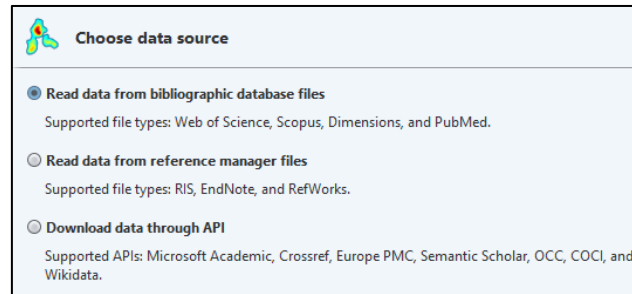 Choose data source
Read data from bibliographic database files
Supported file types: Web of Science, Scopus, Dimensions, and PubMed.
Read data from reference manager files
Supported file types: RIS, EndNote, and RefWorks.
Download data through API
Supported APIs: Microsoft Academic, Crossref, Europe PMC, Semantic Scholar, OCC, COCI, and
Wikidata.